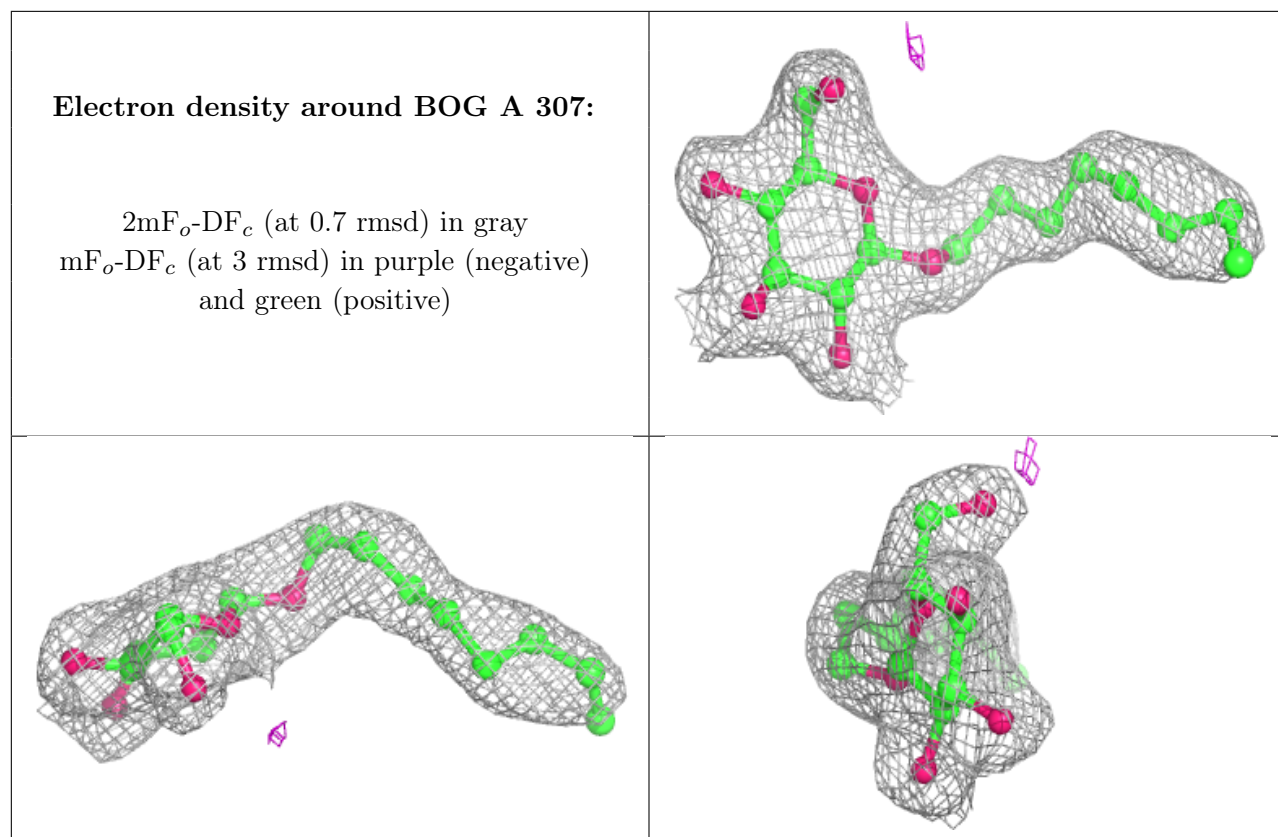 Electron density around BOG A 307:
2mFo-DFc (at 0.7 rmsd) in gray
mFo-DFc (at 3 rmsd) in purple (negative)
and green (positive)